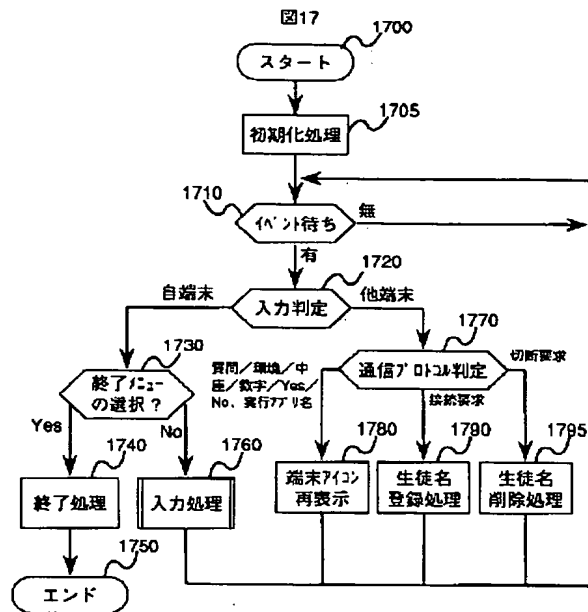 図17
1700
スタート
1705
初期化処理
1710
イベント待ち
無
有
1720
入力判定
自端末
他端末
1730
終了メニュー
の選択？
Yes
No
質問／環境／中
座／数字／Yes／
No、実行アプリ名
1770
通信プロトコル判定
切断要求
接続要求
1740
終了処理
1760
入力処理
1780
端末アイコン
再表示
1790
生徒名
登録処理
1795
生徒名
削除処理
1750
エンド